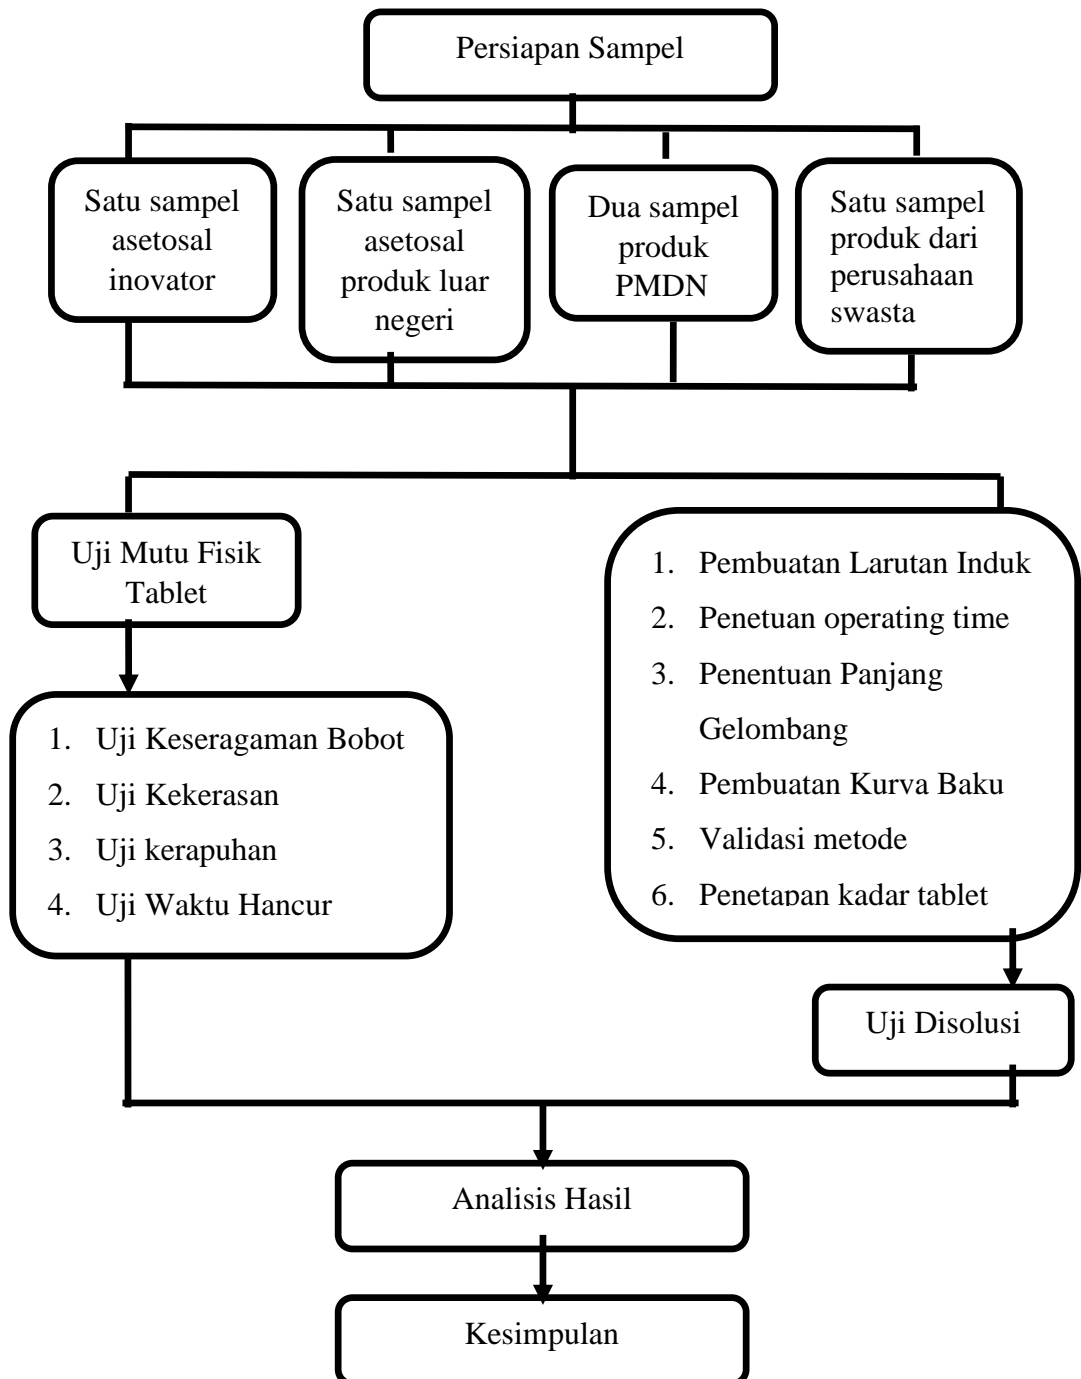 Persiapan Sampel
Satu sampel
asetosal
inovator
Satu sampel
asetosal
produk luar
negeri
Dua sampel
produk
PMDN
Satu sampel
produk dari
perusahaan
swasta
Uji Mutu Fisik
Tablet
1. Uji Keseragaman Bobot
2. Uji Kekerasan
3. Uji kerapuhan
4. Uji Waktu Hancur
1. Pembuatan Larutan Induk
2. Penetuan operating time
3. Penentuan Panjang
Gelombang
4. Pembuatan Kurva Baku
5. Validasi metode
6. Penetapan kadar tablet
Uji Disolusi
Analisis Hasil
Kesimpulan